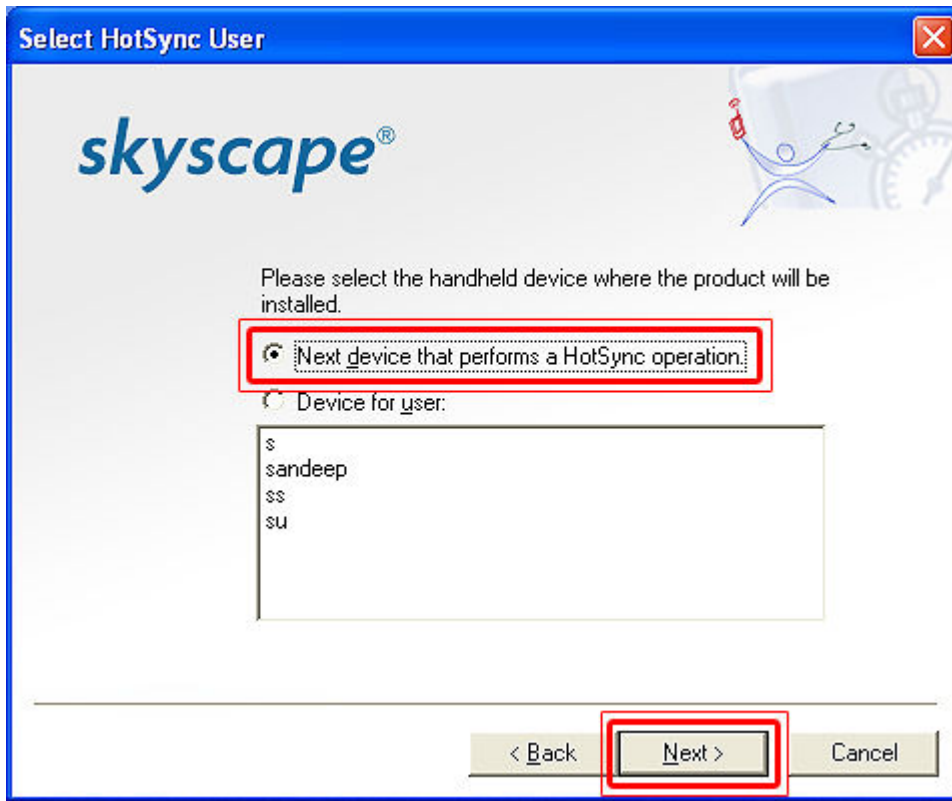 Select HotSync User
skyscape®
Please select the handheld device where the product will be
installed.
Next device that performs a HotSync operation.
Device for user:
s
sandeep
ss
su
< Back
Next >
Cancel